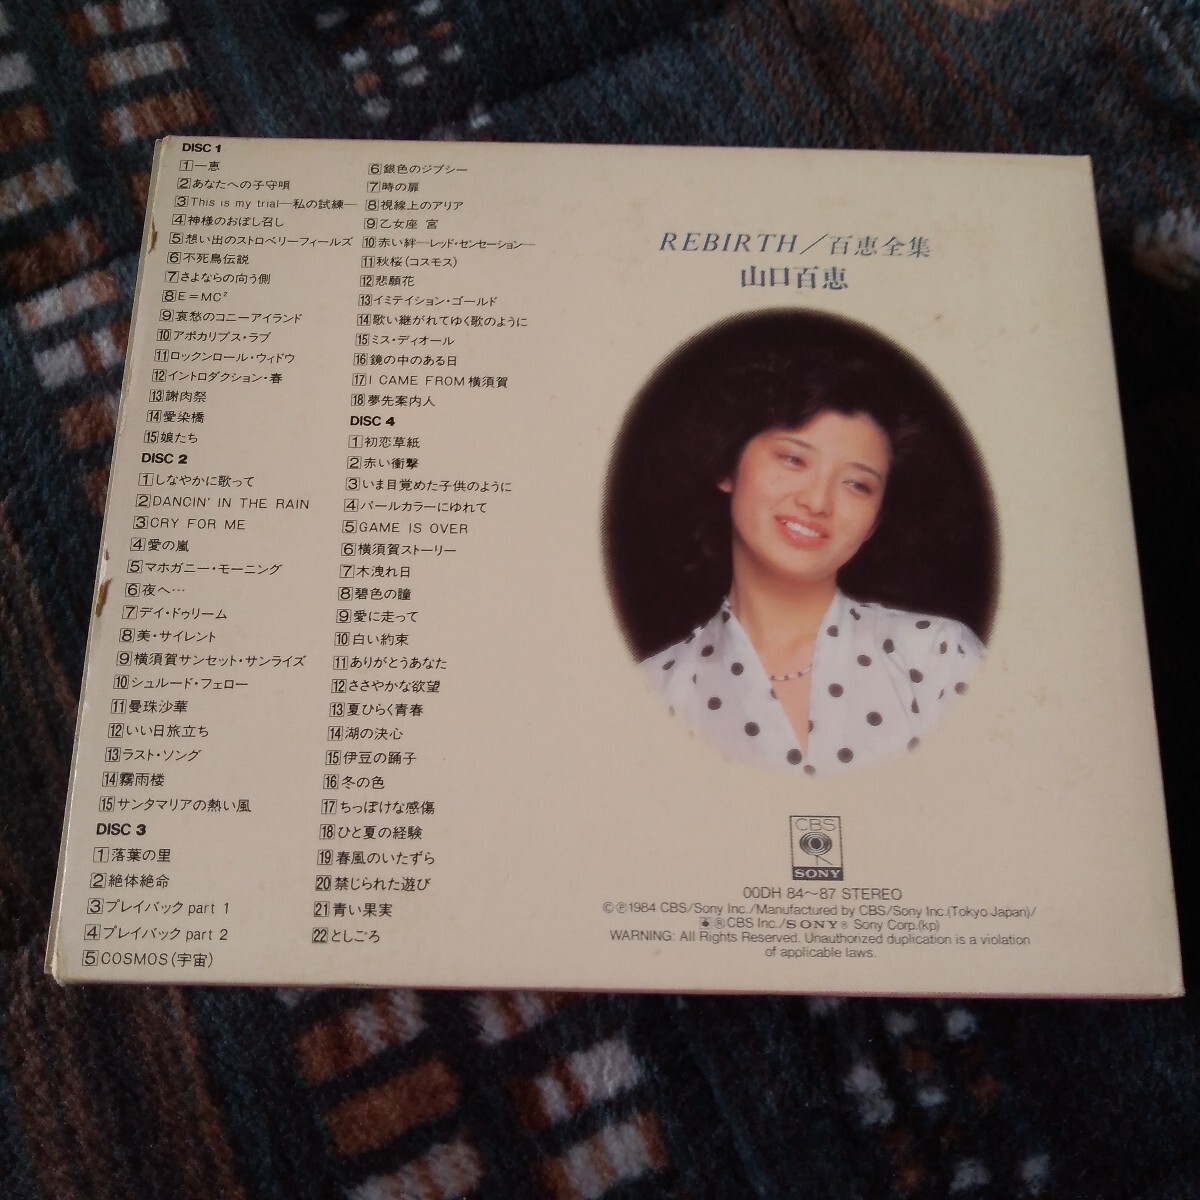 DISC 1
1 一恵
2 あなたへの子守唄
3 This is my trial―私の試練―
4 神様のおぼし召し
5 想い出のストロベリーフィールズ
6 不死鳥伝説
7 さよならの向う側
8 E=MC²
9 哀愁のコニーアイランド
10 アポカリプス・ラブ
11 ロックンロール・ウィドウ
12 イントロダクション・春
13 謝肉祭
14 愛染橋
15 娘たち
DISC 2
1 しなやかに歌って
2 DANCIN' IN THE RAIN
3 CRY FOR ME
4 愛の嵐
5 マホガニー・モーニング
6 夜へ…
7 デイ・ドゥリーム
8 美・サイレント
9 横須賀サンセット・サンライズ
10 シュルード・フェロー
11 曼珠沙華
12 いい日旅立ち
13 ラスト・ソング
14 霧雨楼
15 サンタマリアの熱い風
DISC 3
1 落葉の里
2 絶体絶命
3 プレイバック part 1
4 プレイバック part 2
5 COSMOS(宇宙)
6 銀色のジプシー
7 時の扉
8 視線上のアリア
9 乙女座 宮
10 赤い絆―レッド・センセーション―
11 秋桜(コスモス)
12 悲願花
13 イミテイション・ゴールド
14 歌い継がれてゆく歌のように
15 ミス・ディオール
16 鏡の中のある日
17 I CAME FROM 横須賀
18 夢先案内人
DISC 4
1 初恋草紙
2 赤い衝撃
3 いま目覚めた子供のように
4 パールカラーにゆれて
5 GAME IS OVER
6 横須賀ストーリー
7 木洩れ日
8 碧色の瞳
9 愛に走って
10 白い約束
11 ありがとうあなた
12 ささやかな欲望
13 夏ひらく青春
14 湖の決心
15 伊豆の踊子
16 冬の色
17 ちっぽけな感傷
18 ひと夏の経験
19 春風のいたずら
20 禁じられた遊び
21 青い果実
22 としごろ
REBIRTH/百恵全集
山口百恵
CBS
SONY
00DH 84～87 STEREO
©℗1984 CBS/Sony Inc./Manufactured by CBS/Sony Inc.(Tokyo Japan)/
®CBS Inc./SONY® Sony Corp.(kp)
WARNING: All Rights Reserved. Unauthorized duplication is a violation
of applicable laws.